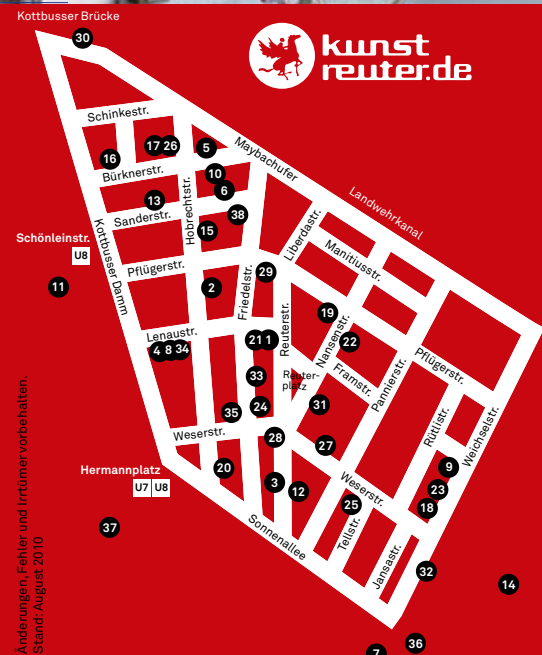 Kottbusser Brücke
30
kunst
reuter.de
Schinkestr.
Maybachufer
17 26
5
16
Bürknerstr.
10
6
13
Sanderstr.
Hobrechtstr.
38
15
Landwehrkanal
Liberdastr.
Manitiusstr.
Kottbusser Damm
Schönleinstr.
U8
Pflügerstr.
29
11
2
Friedelstr.
Reuterstr.
19
Nansenstr.
22
Lenaustr.
4 8 34
21 1
Pflügerstr.
Pannierstr.
Framstr.
33
Reuter-
platz
24
31
35
Rütlistr.
Weichselstr.
Weserstr.
28
27
9
Hermannplatz
U7 U8
20
3
12
Weserstr.
23
25
18
Sonnenallee
Tellstr.
Jansastr.
37
32
14
36
7
Änderungen, Fehler und Irrtümer vorbehalten.
Stand: August 2010